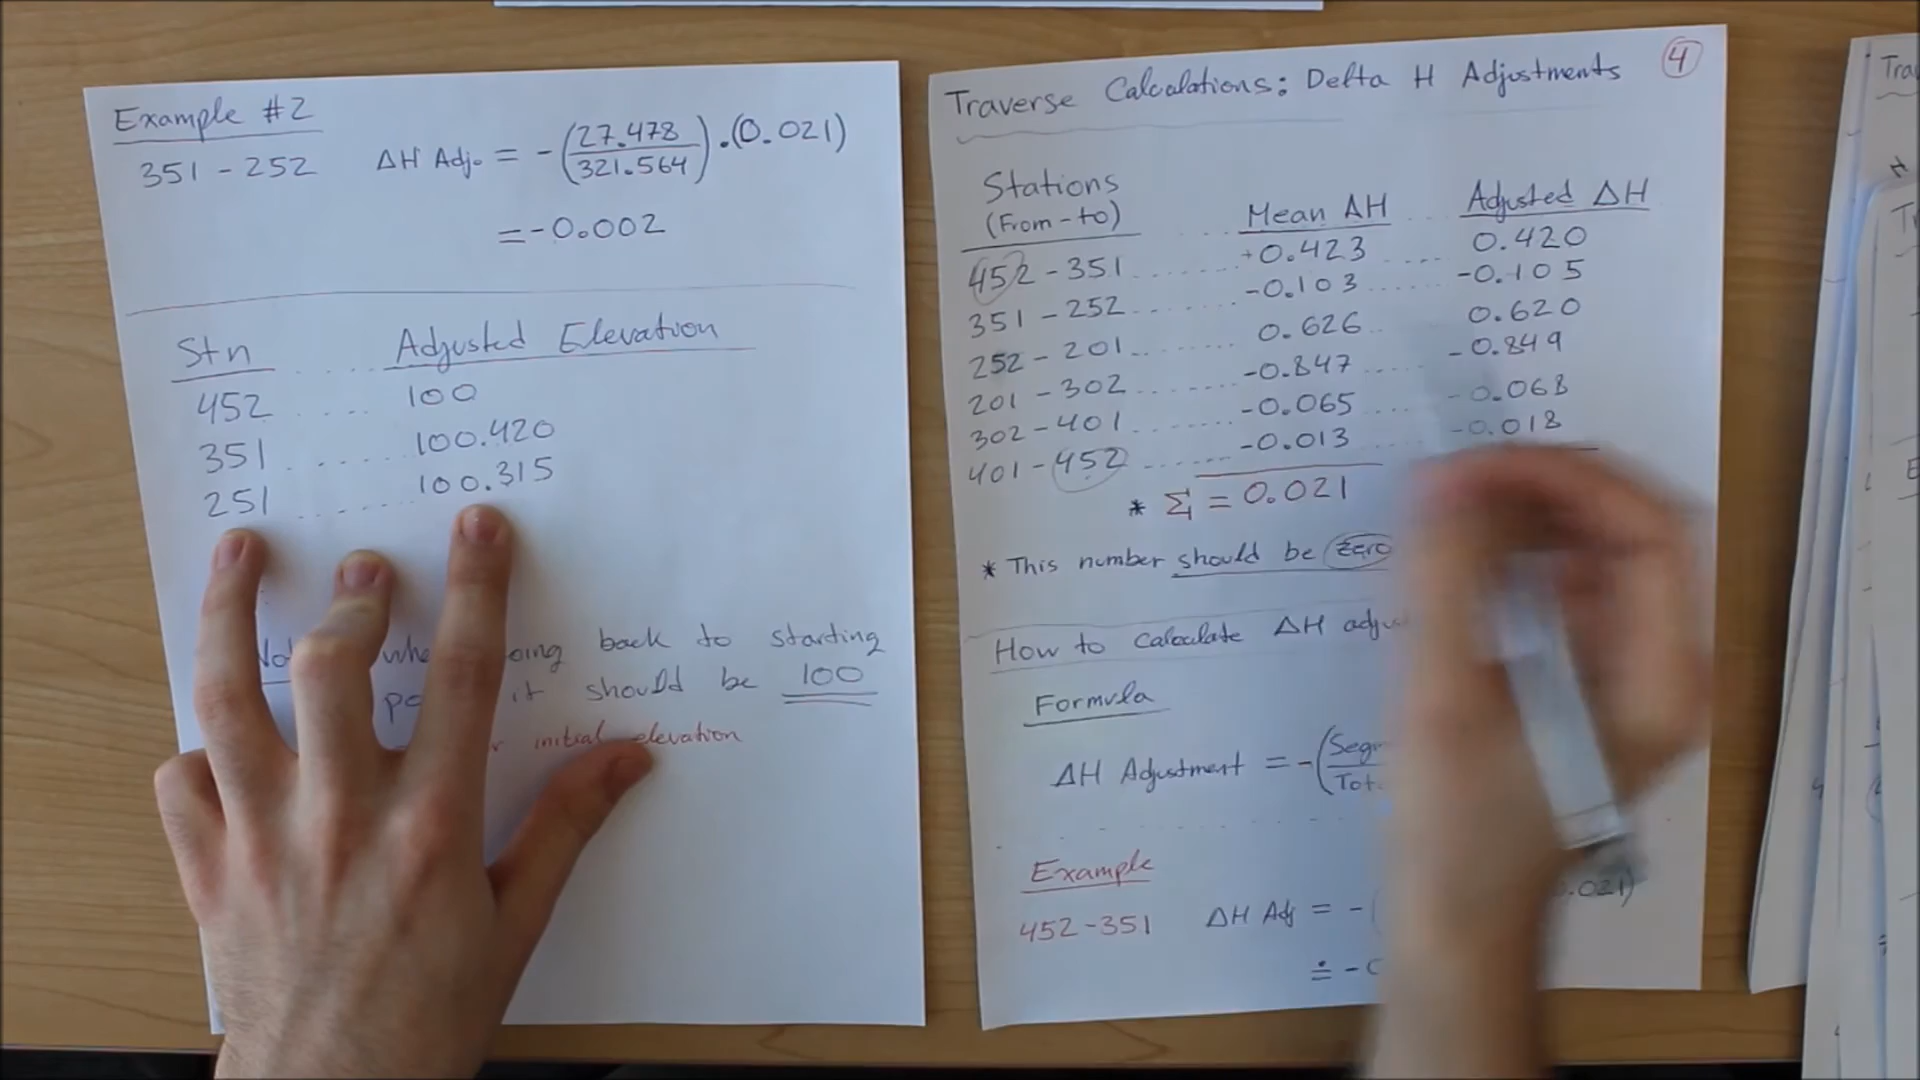 Example #2
351 - 252 ΔH Adj. = -(27.478/321.564).(0.021)
= -0.002
Stn .... Adjusted Elevation
452 .... 100
351 ..... 100.420
251 ...... 100.315
going back to starting
it should be 100
initial elevation
Traverse Calculations: Delta H Adjustments 4
Stations
(From - to) .... Mean ΔH ... Adjusted ΔH
452 - 351 ........ +0.423 ..... 0.420
351 - 252 ....... -0.103 ...... -0.105
252 - 201 ....... 0.626 ..... 0.620
201 - 302 ....... -0.847 ..... -0.849
302 - 401 ....... -0.065 .... -0.068
401 - 452 ....... -0.013 ..... -0.018
* Σ = 0.021
* This number should be zero
How to calculate ΔH
Formula
ΔH Adjustment = -(
Example
452 - 351 ΔH Adj = - .021)
≐ -